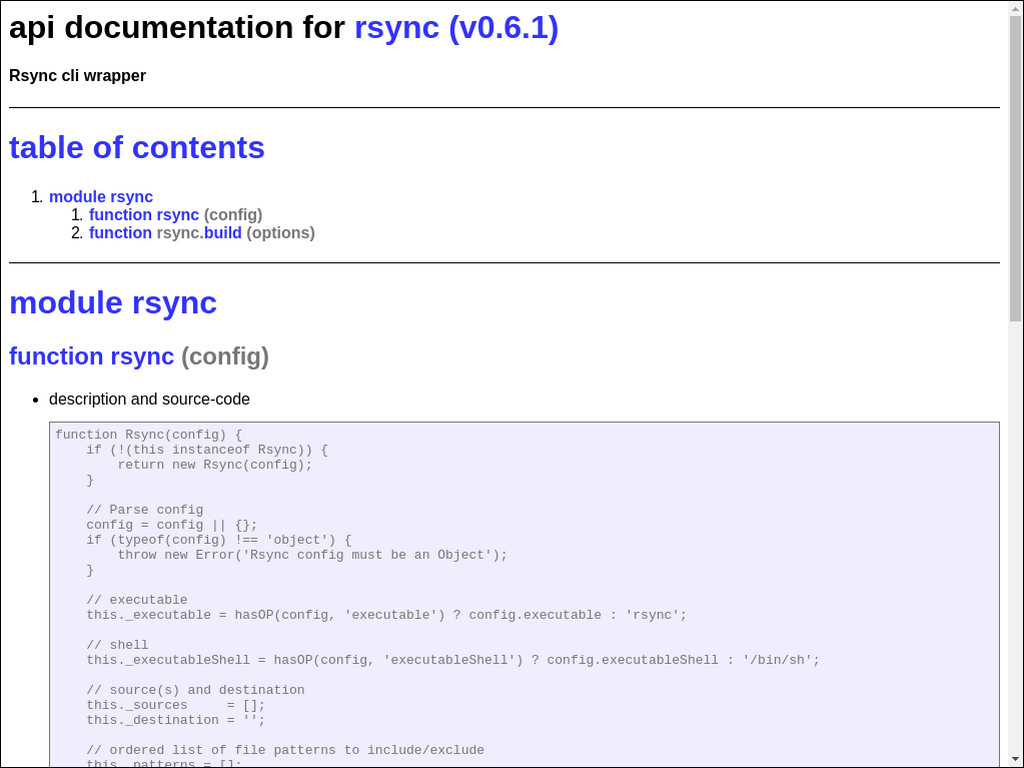 api documentation for rsync (v0.6.1)
Rsync cli wrapper
table of contents
1. module rsync
1. function rsync (config)
2. function rsync.build (options)
module rsync
function rsync (config)
• description and source-code
function Rsync(config) {
    if (!(this instanceof Rsync)) {
        return new Rsync(config);
    }
    // Parse config
    config = config || {};
    if (typeof(config) !== 'object') {
        throw new Error('Rsync config must be an Object');
    }
    // executable
    this._executable = hasOP(config, 'executable') ? config.executable : 'rsync';
    // shell
    this._executableShell = hasOP(config, 'executableShell') ? config.executableShell : '/bin/sh';
    // source(s) and destination
    this._sources     = [];
    this._destination = '';
    // ordered list of file patterns to include/exclude
    this._patterns = [];